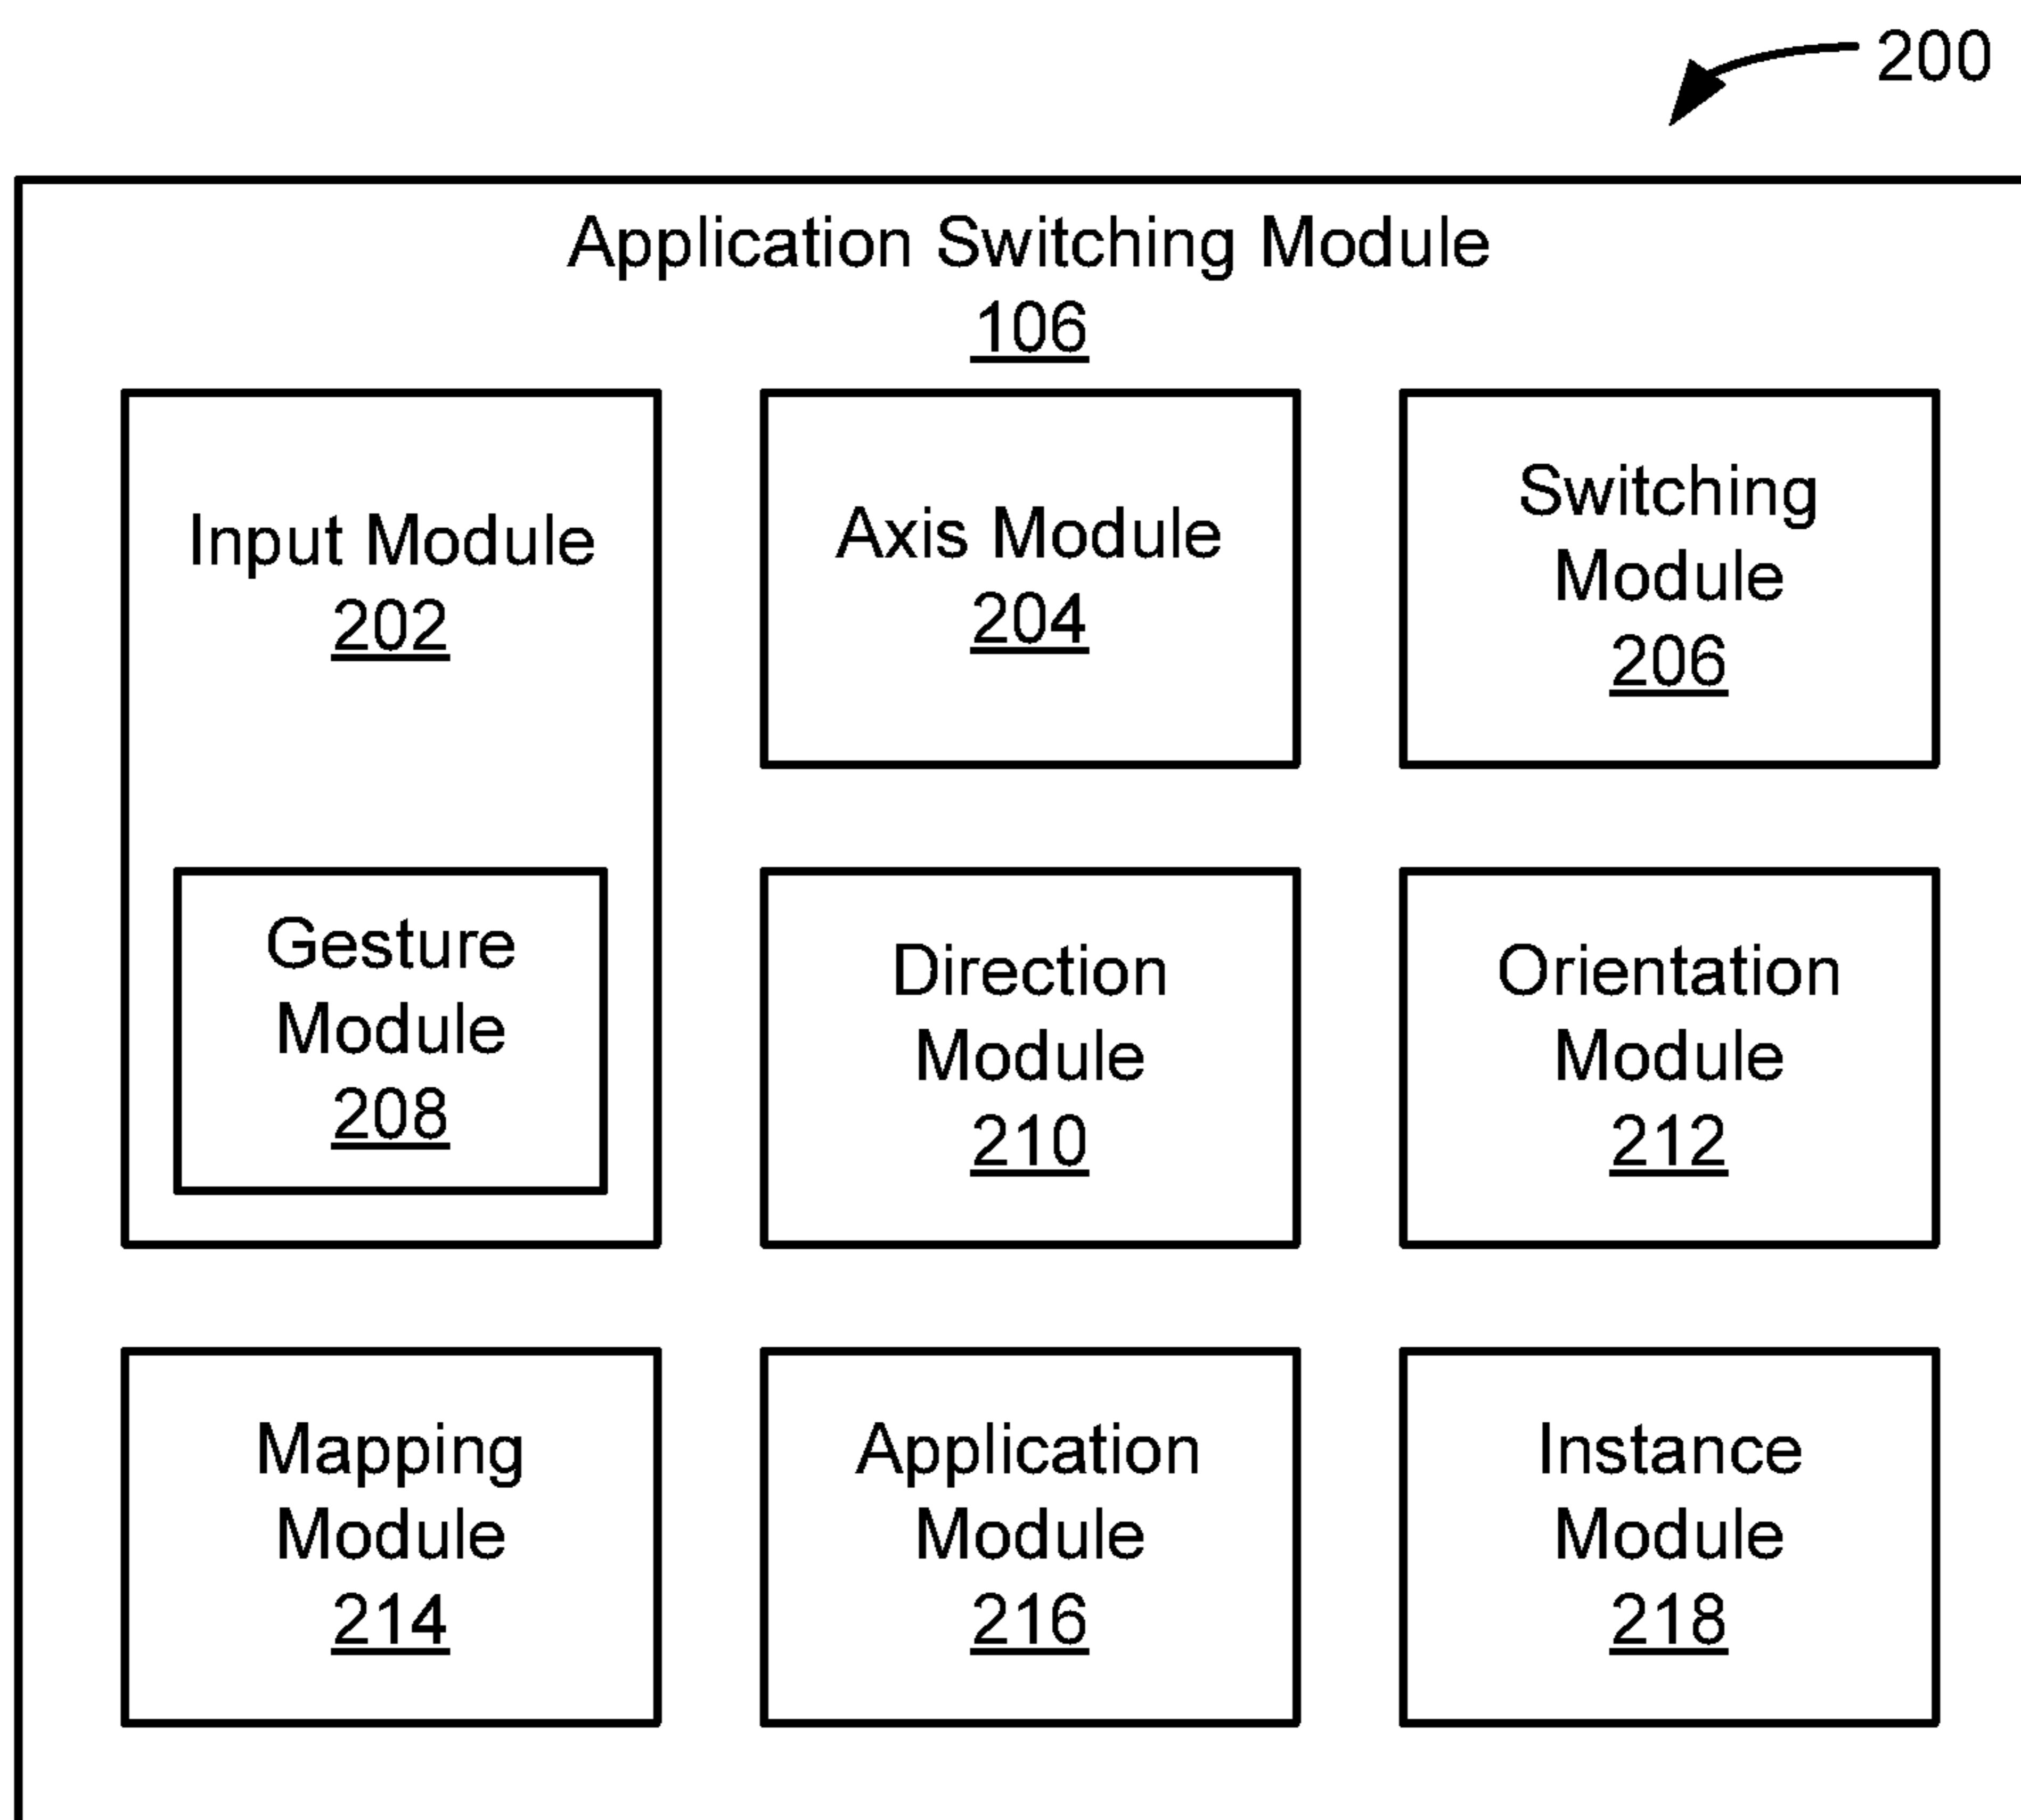 200
Application Switching Module
106
Input Module
202
Gesture
Module
208
Axis Module
204
Switching
Module
206
Direction
Module
210
Orientation
Module
212
Mapping
Module
214
Application
Module
216
Instance
Module
218